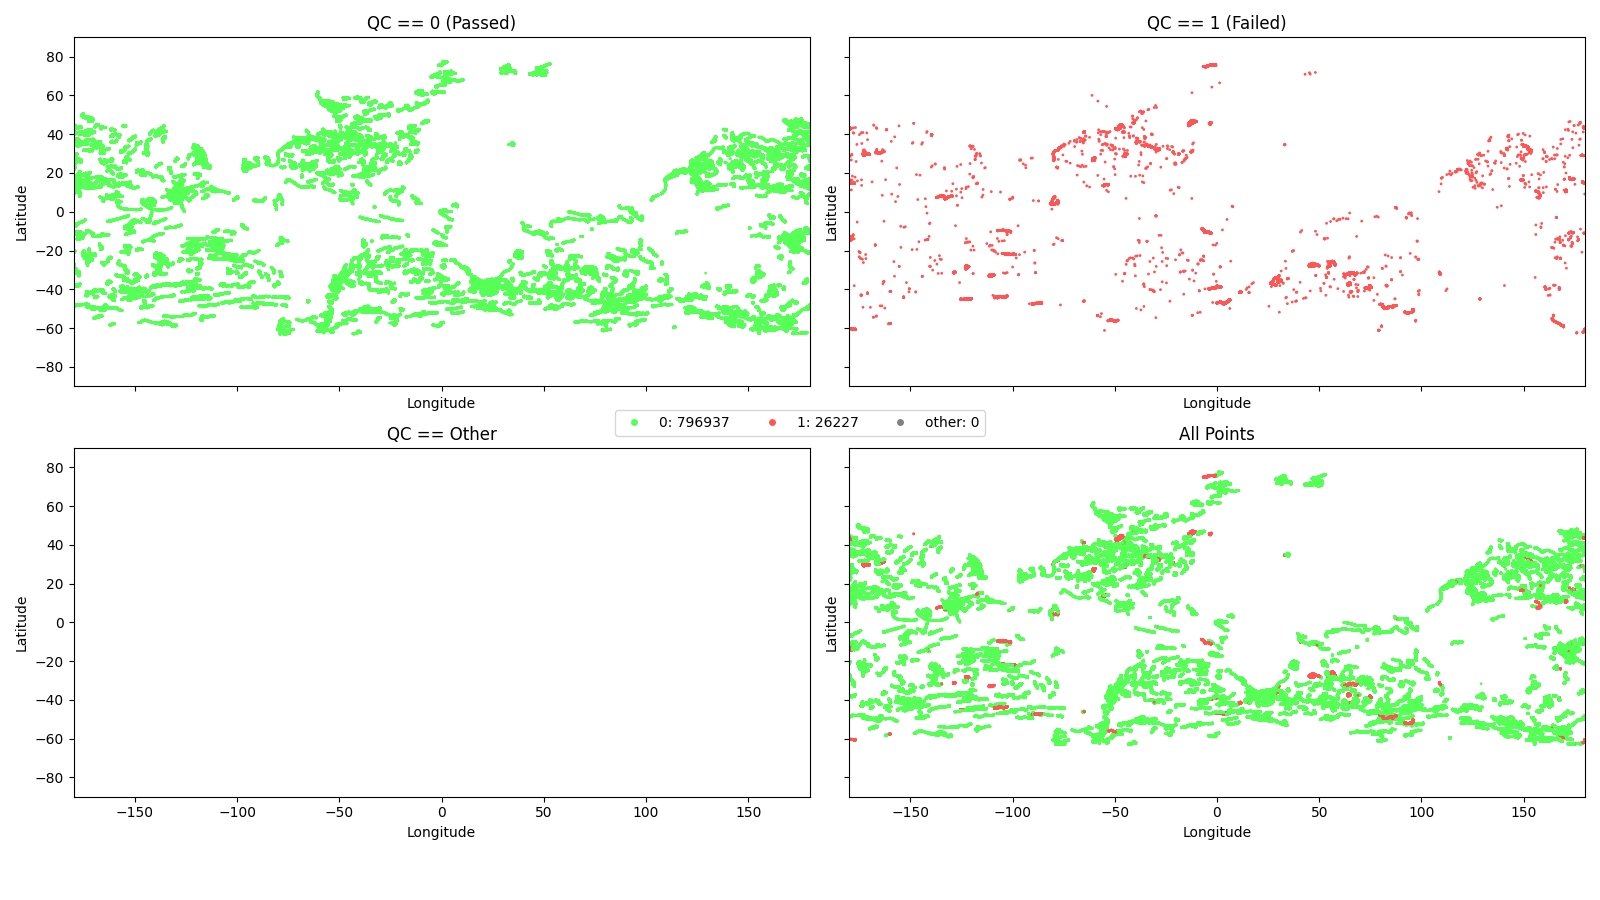 QC == 0 (Passed)
QC == 1 (Failed)
80
60
40
20
0
−20
−40
−60
−80
Latitude
Latitude
Longitude
Longitude
0: 796937 1: 26227 other: 0
QC == Other
All Points
80
60
40
20
0
−20
−40
−60
−80
Latitude
Latitude
−150 −100 −50 0 50 100 150
−150 −100 −50 0 50 100 150
Longitude
Longitude